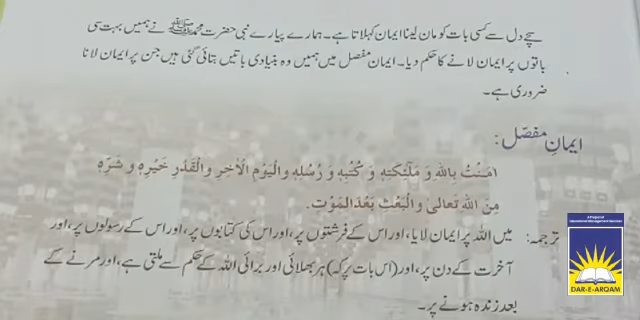 سچے دل سے کسی بات کو مان لینا ایمان کہلاتا ہے۔ ہمارے پیارے نبی حضرت محمد ﷺ نے ہمیں بہت سی
باتوں پر ایمان لانے کا حکم دیا۔ ایمان مفصل میں ہمیں وہ بنیادی باتیں بتائی گئی ہیں جن پر ایمان لانا
ضروری ہے۔
ایمانِ مفصّل:
اٰمَنْتُ بِاللّٰهِ وَ مَلٰٓئِكَتِهٖ وَ كُتُبِهٖ وَ رُسُلِهٖ وَالْيَوْمِ الْاٰخِرِ وَالْقَدْرِ خَيْرِهٖ وَ شَرِّهٖ
مِنَ اللّٰهِ تَعَالٰى وَ الْبَعْثِ بَعْدَ الْمَوْت۔
ترجمہ: میں اللہ پر ایمان لایا، اور اس کے فرشتوں پر، اور اس کی کتابوں پر، اور اس کے رسولوں پر، اور
آخرت کے دن پر، اور (اس بات پر کہ) ہر بھلائی اور برائی اللہ کے حکم سے ملتی ہے، اور مرنے کے
بعد زندہ ہونے پر۔
A Project of
DAR-E-ARQAM